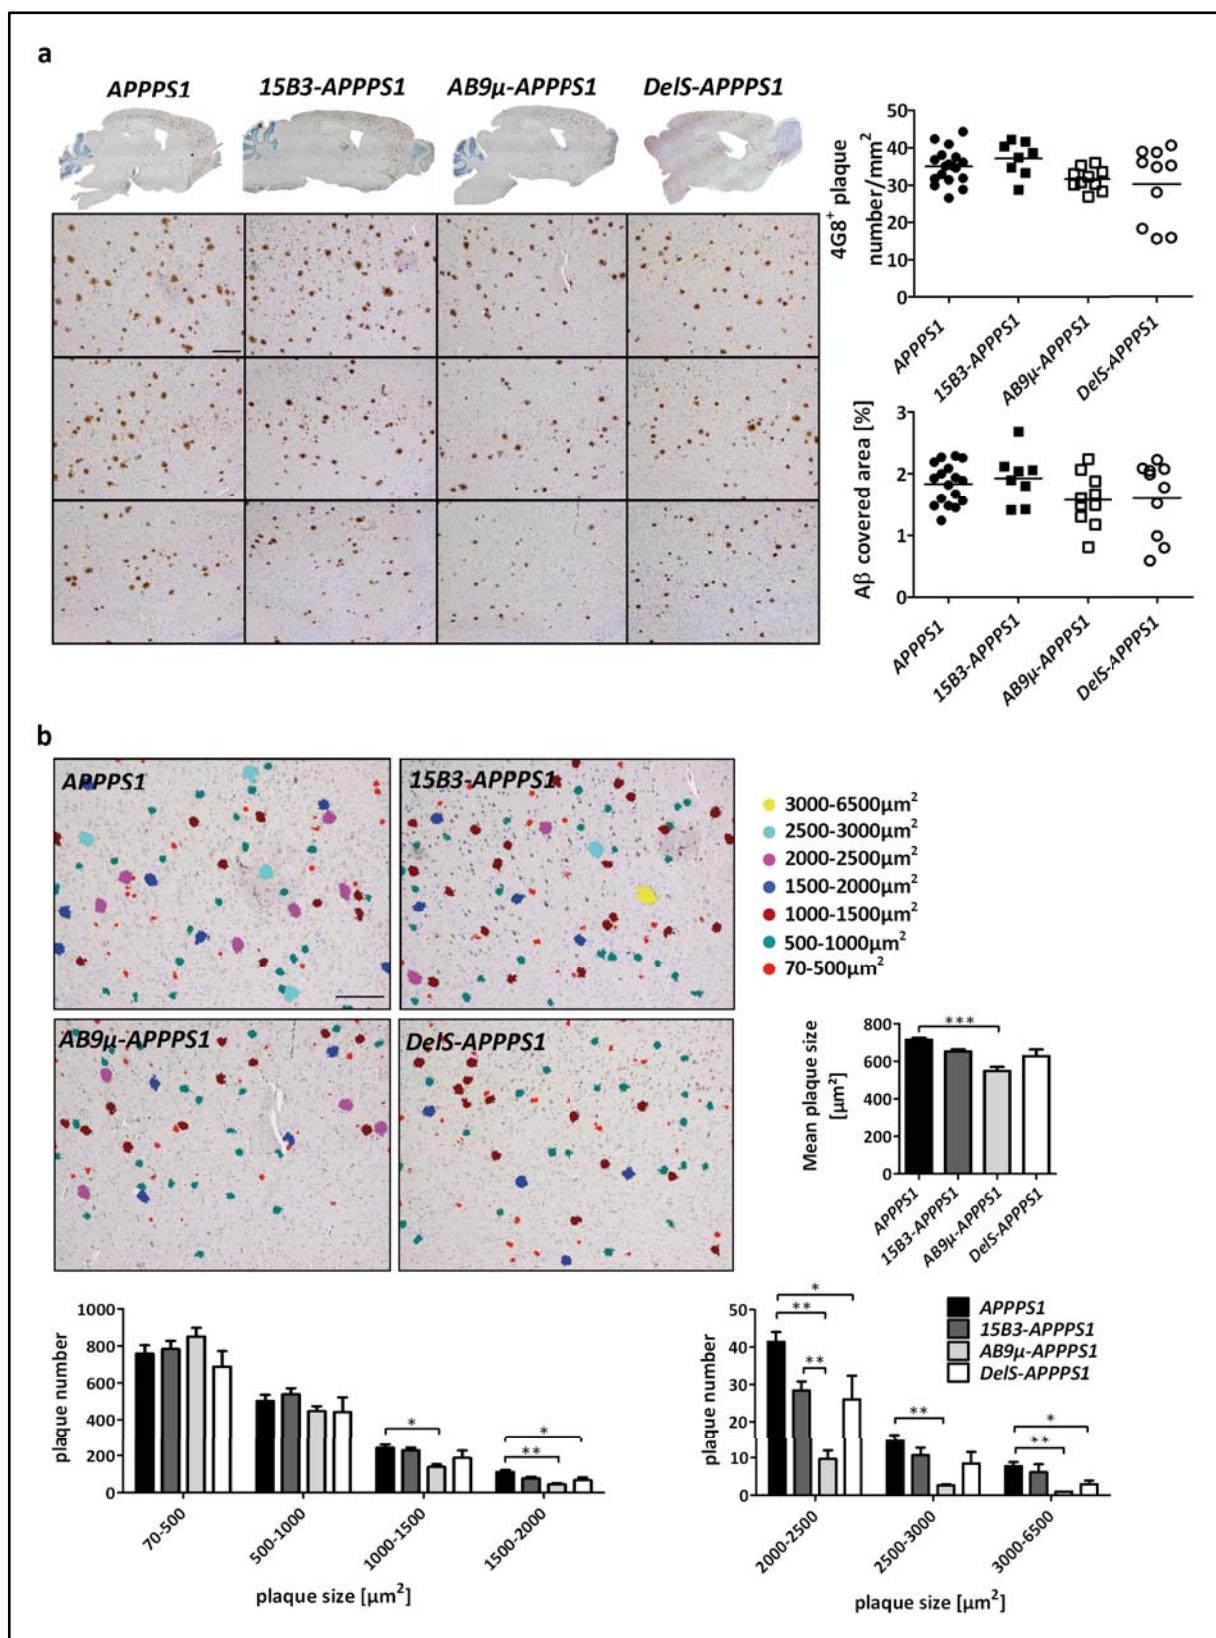 a
APPPS1
15B3-APPPS1
AB9μ-APPPS1
DelS-APPPS1
4G8⁺ plaque
number/mm²
50
40
30
20
10
0
APPPS1
15B3-APPPS1
AB9μ-APPPS1
DelS-APPPS1
Aβ covered area [%]
3
2
1
0
APPPS1
15B3-APPPS1
AB9μ-APPPS1
DelS-APPPS1
b
APPPS1
15B3-APPPS1
AB9μ-APPPS1
DelS-APPPS1
3000-6500μm²
2500-3000μm²
2000-2500μm²
1500-2000μm²
1000-1500μm²
500-1000μm²
70-500μm²
Mean plaque size
[μm²]
800
600
400
200
0
***
APPPS1
15B3-APPPS1
AB9μ-APPPS1
DelS-APPPS1
plaque number
1000
800
600
400
200
0
*
**
*
70-500
500-1000
1000-1500
1500-2000
plaque size [μm²]
plaque number
50
40
30
20
10
0
*
**
**
**
*
**
APPPS1
15B3-APPPS1
AB9μ-APPPS1
DelS-APPPS1
2000-2500
2500-3000
3000-6500
plaque size [μm²]